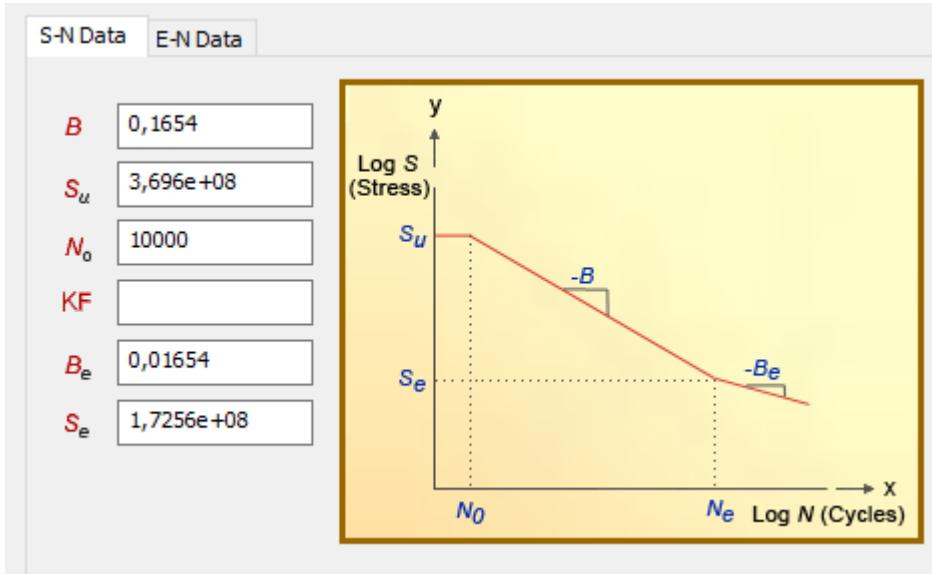 S-N Data E-N Data
B 0,1654
Su 3,696e+08
No 10000
KF
Be 0,01654
Se 1,7256e+08
y
Log S
(Stress)
Su
-B
Se
-Be
x
N0 Ne Log N (Cycles)